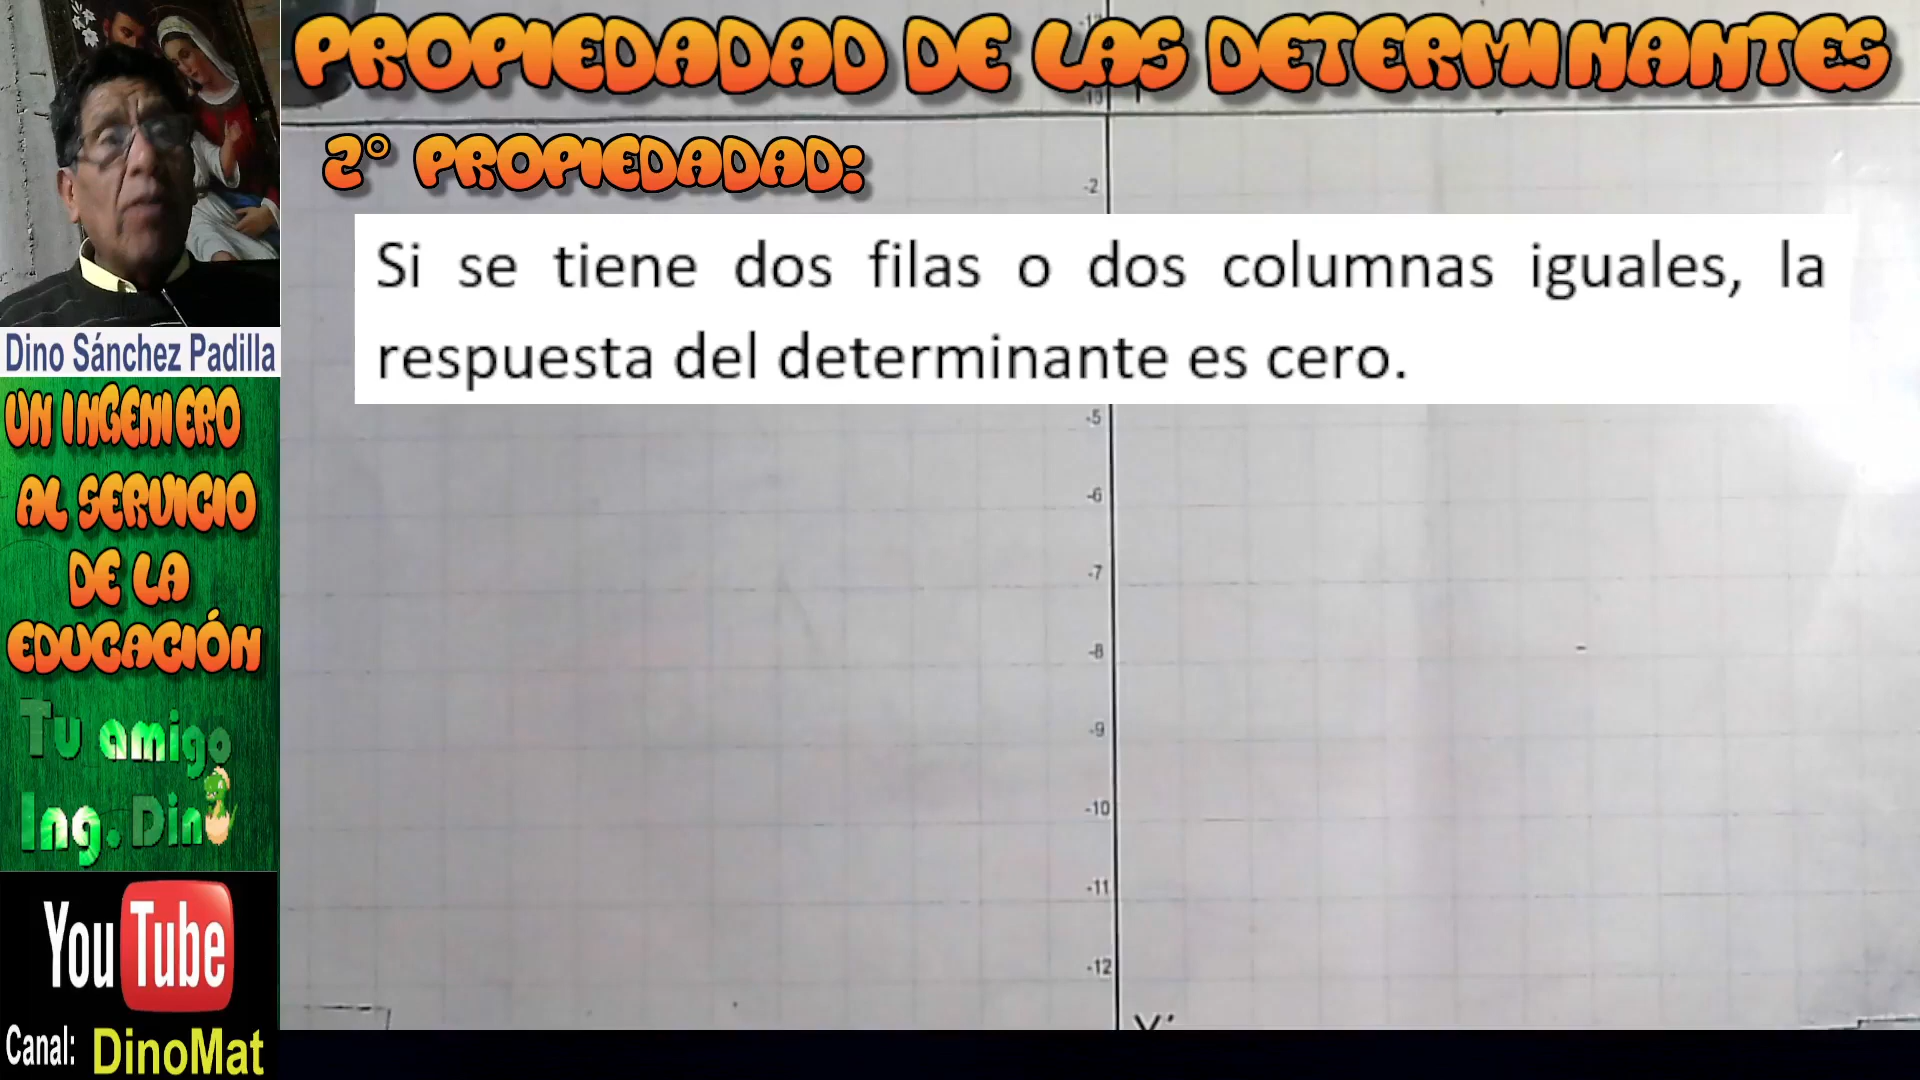 PROPIEDADAD DE LAS DETERMINANTES
2° PROPIEDADAD:
Si se tiene dos filas o dos columnas iguales, la
respuesta del determinante es cero.
Dino Sánchez Padilla
UN INGENIERO
AL SERVICIO
DE LA
EDUCACIÓN
Tu amigo
Ing. Dino
YouTube
Canal: DinoMat
-2
-5
-6
-7
-8
-9
-10
-11
-12